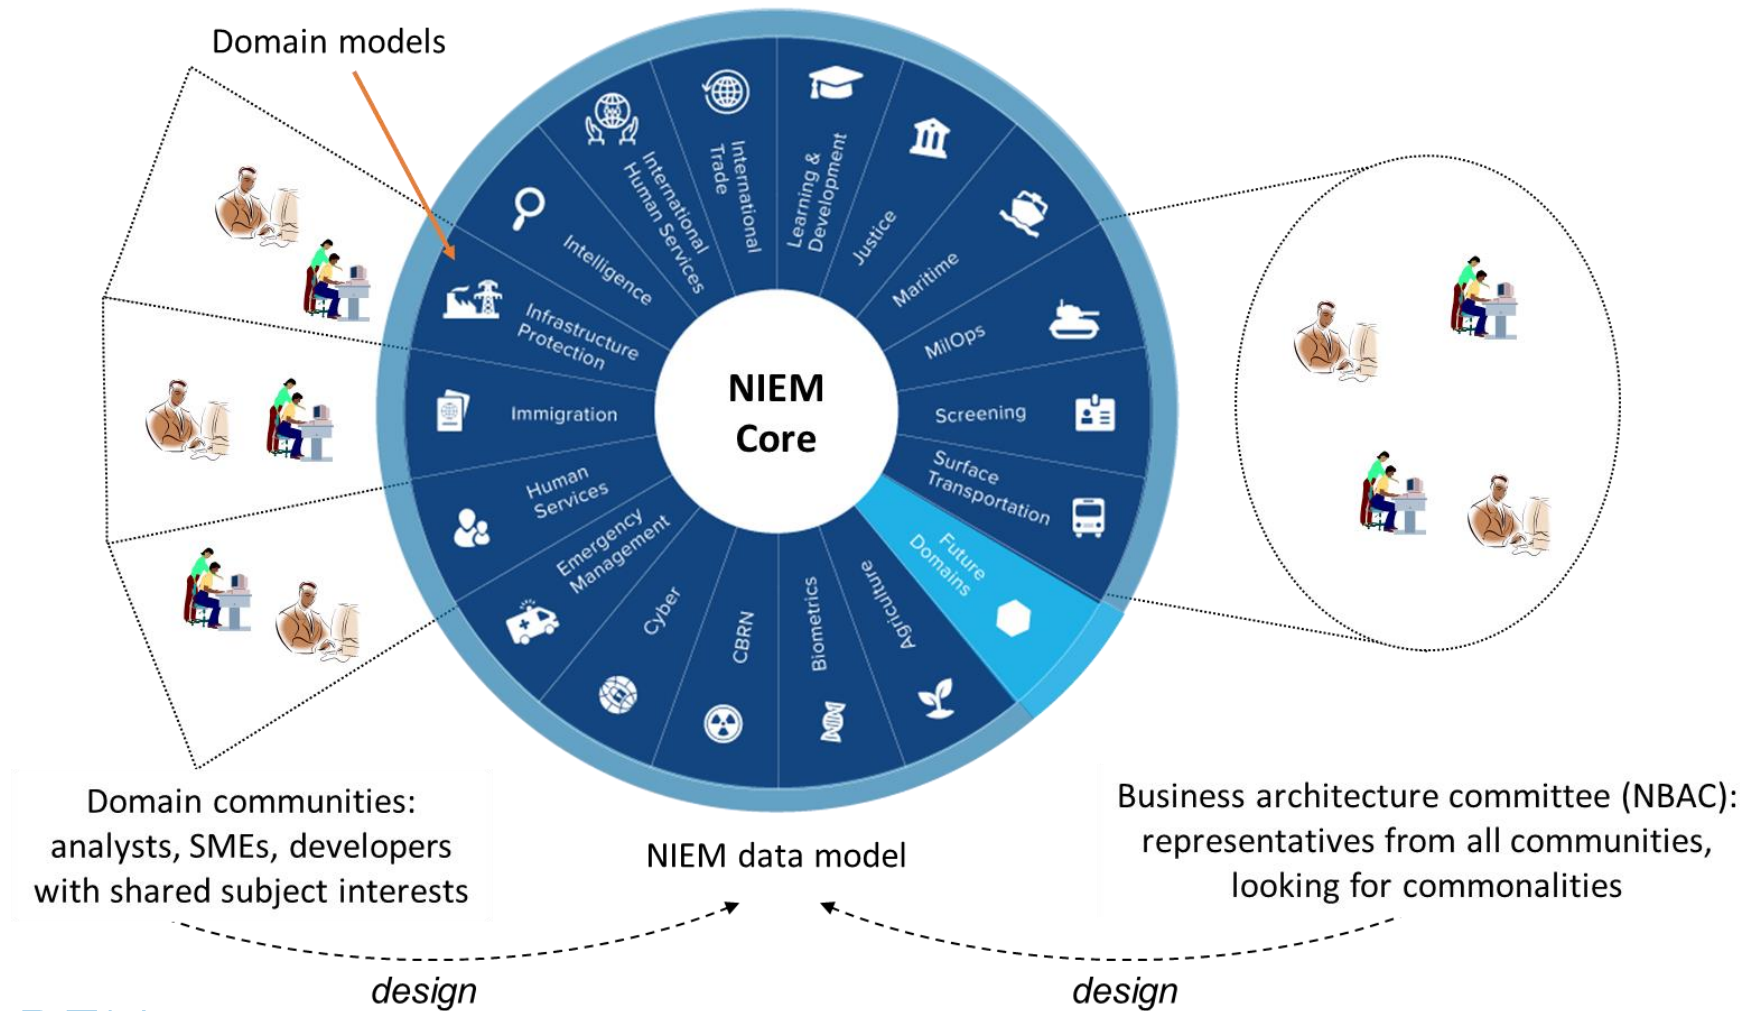 Domain models
International
Human Services
International
Trade
Learning &
Development
Justice
Intelligence
Maritime
Infrastructure
Protection
MilOps
Immigration
NIEM
Core
Screening
Human
Services
Surface
Transportation
Emergency
Management
Future
Domains
Cyber
CBRN
Biometrics
Agriculture
Domain communities:
analysts, SMEs, developers
with shared subject interests
NIEM data model
Business architecture committee (NBAC):
representatives from all communities,
looking for commonalities
design
design